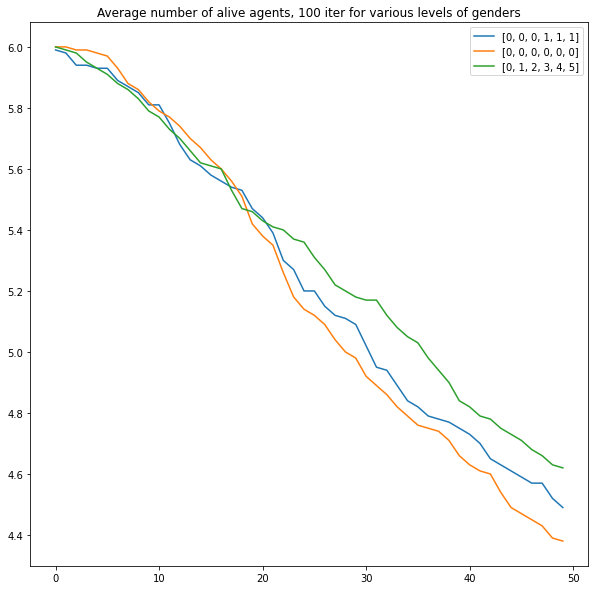 Average number of alive agents, 100 iter for various levels of genders
[0, 0, 0, 1, 1, 1]
[0, 0, 0, 0, 0, 0]
[0, 1, 2, 3, 4, 5]
6.0
5.8
5.6
5.4
5.2
5.0
4.8
4.6
4.4
0 10 20 30 40 50